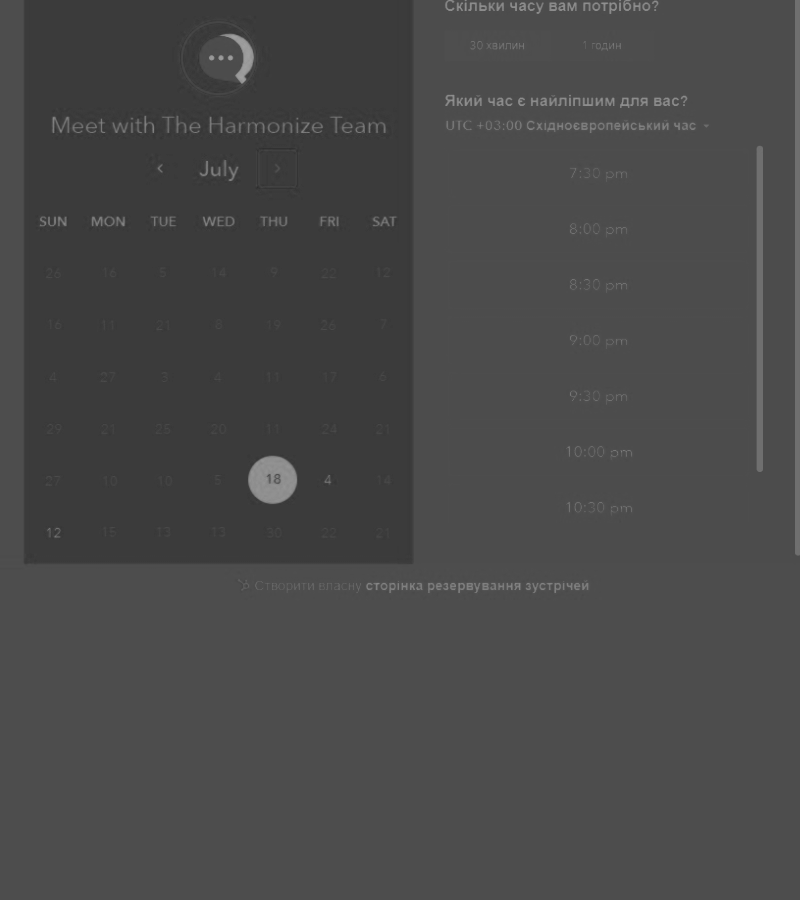 Meet with The Harmonize Team
July
SUN MON TUE WED THU FRI SAT
26 16 5 14 9 22 12
16 11 21 8 19 26 7
4 27 3 4 11 17 6
29 21 25 20 11 24 21
27 10 10 5 18 4 14
12 15 13 13 30 22 21
Скільки часу вам потрібно?
30 хвилин 1 годин
Який час є найліпшим для вас?
UTC +03:00 Східноєвропейський час
7:30 pm
8:00 pm
8:30 pm
9:00 pm
9:30 pm
10:00 pm
10:30 pm
Створити власну сторінка резервування зустрічей